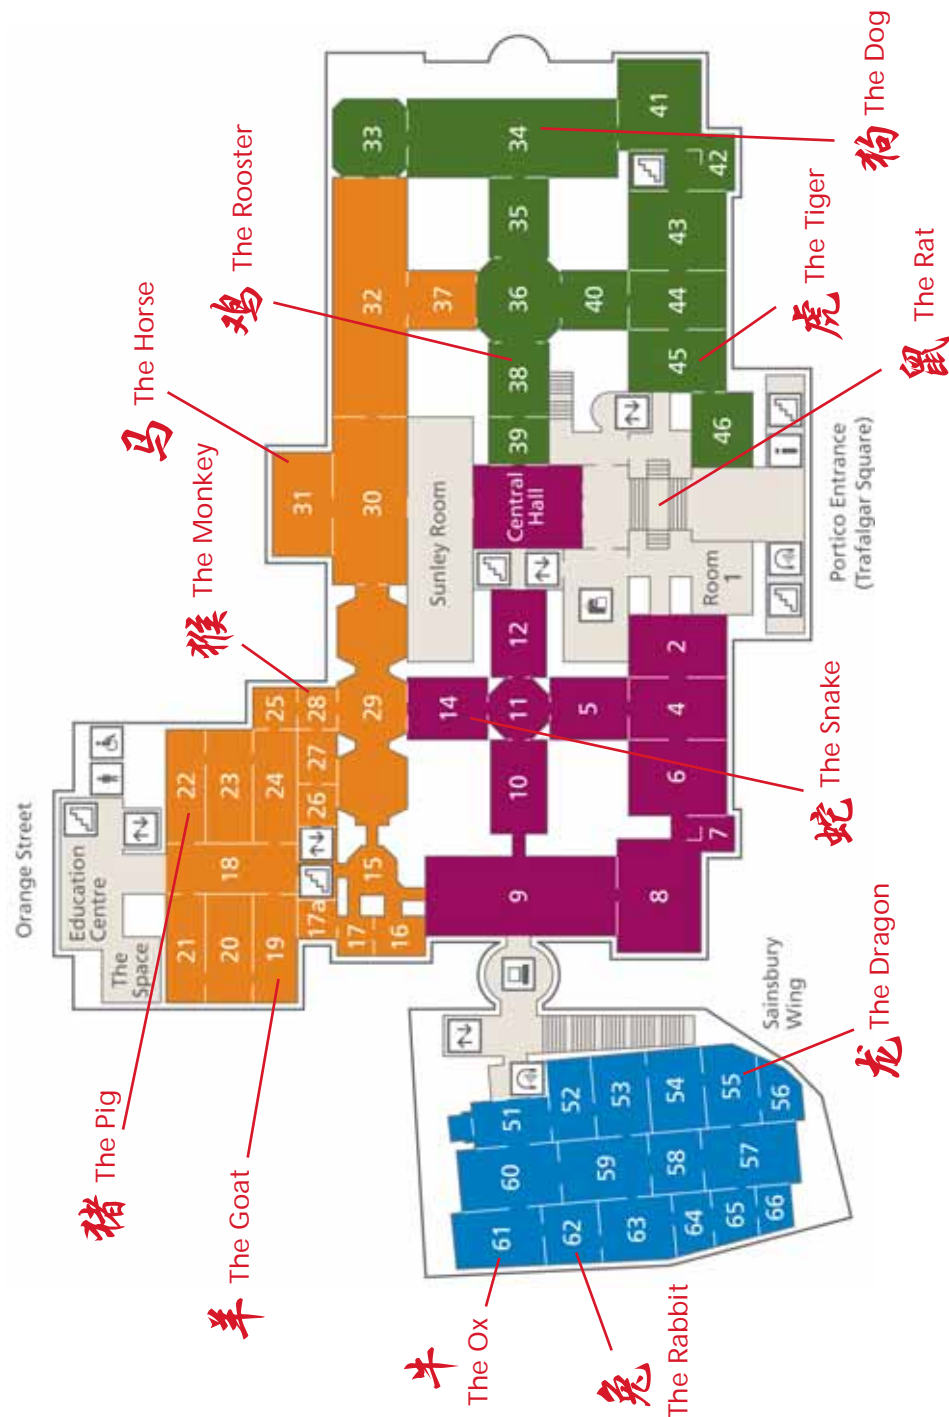 Orange Street
Education
Centre
The
Space
猪 The Pig
羊 The Goat
猴 The Monkey
马 The Horse
鸡 The Rooster
牛
The Ox
兔
The Rabbit
龙 The Dragon
蛇 The Snake
鼠 The Rat
虎 The Tiger
狗 The Dog
21
18
22
20
23
19
24
25
17a
26
27
28
31
17
16
15
29
30
32
33
Sunley Room
37
14
9
10
11
12
Central
Hall
39
38
36
35
34
5
40
8
6
4
2
7
Room
1
46
45
44
43
42
41
61
60
51
62
59
52
63
58
53
64
57
54
65
55
66
56
Sainsbury
Wing
Portico Entrance
(Trafalgar Square)